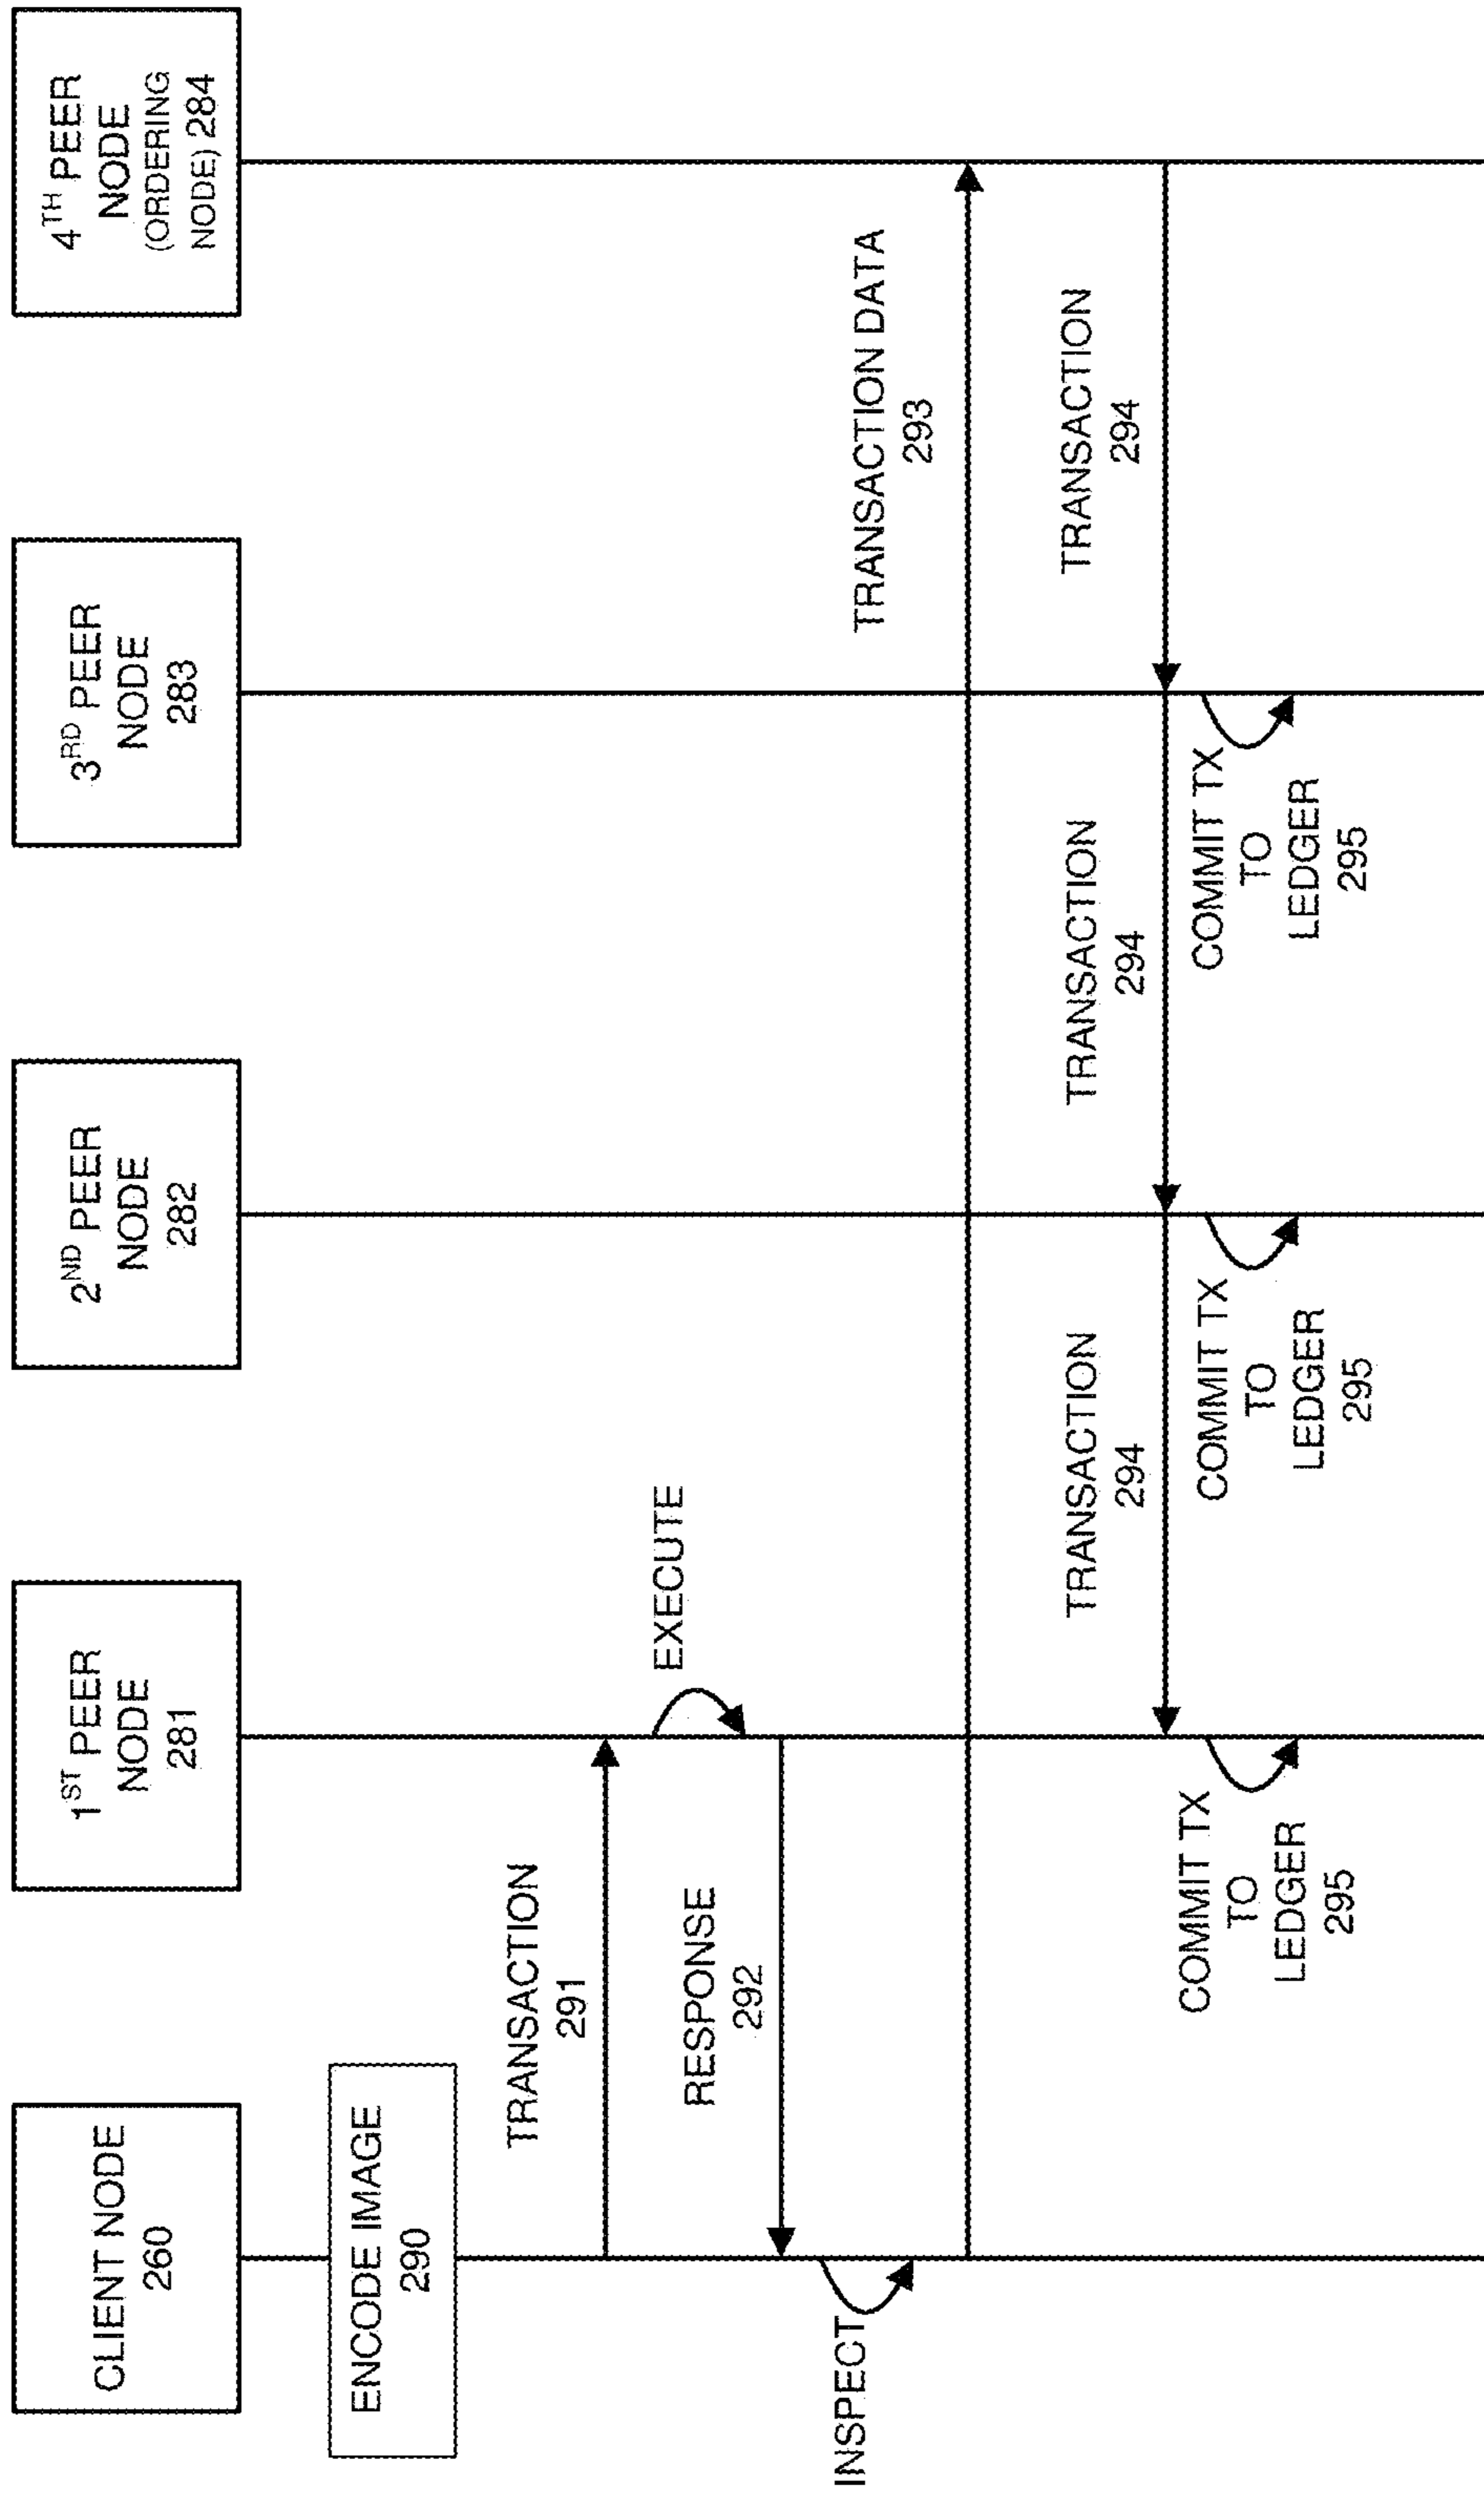 CLIENT NODE
260
1ST PEER
NODE
281
2ND PEER
NODE
282
3RD PEER
NODE
283
4TH PEER
NODE
(ORDERING
NODE) 284
ENCODE IMAGE
290
TRANSACTION
291
EXECUTE
RESPONSE
292
INSPECT
TRANSACTION DATA
293
TRANSACTION
294
TRANSACTION
294
TRANSACTION
294
COMMIT TX
TO
LEDGER
295
COMMIT TX
TO
LEDGER
295
COMMIT TX
TO
LEDGER
295